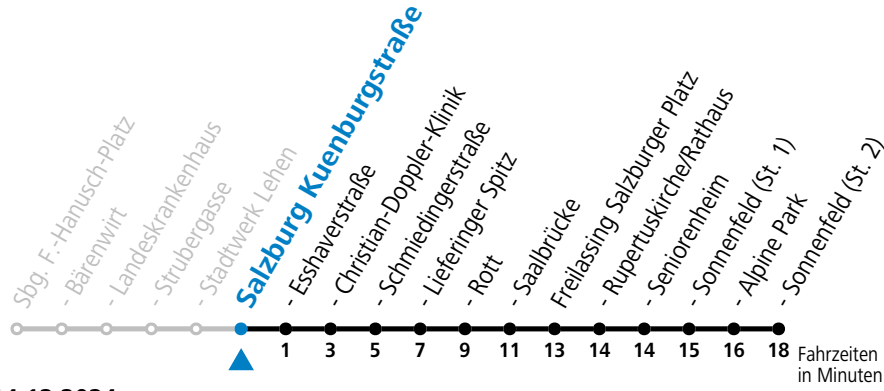 Sbg. F.-Hanusch-Platz
- Bärenwirt
- Landeskrankenhaus
- Strubergasse
- Stadtwerk Lehen
Salzburg Kuenburgstraße
- Esshaverstraße
- Christian-Doppler-Klinik
- Schmiedingerstraße
- Lieferinger Spitz
- Rott
- Saalbrücke
Freilassing Salzburger Platz
- Rupertuskirche/Rathaus
- Seniorenheim
- Sonnenfeld (St. 1)
- Alpine Park
- Sonnenfeld (St. 2)
1 3 5 7 9 11 13 14 14 15 16 18 Fahrzeiten
in Minuten